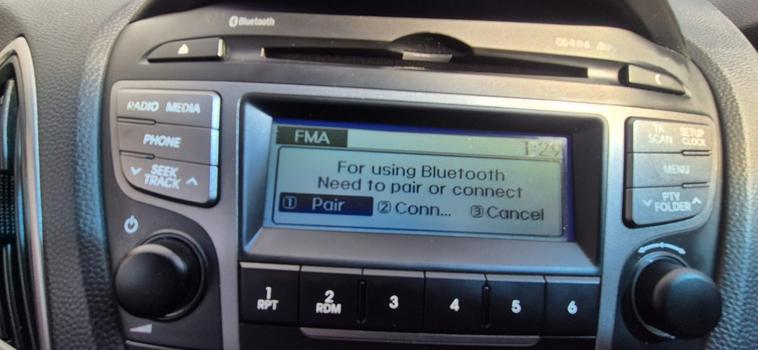 Bluetooth
RADIO MEDIA
PHONE
SEEK
TRACK
FMA
1:29
For using Bluetooth
Need to pair or connect
① Pair ② Conn... ③ Cancel
TA
SCAN
SETUP
CLOCK
MENU
PTY
FOLDER
1
RPT
2
RDM
3
4
5
6